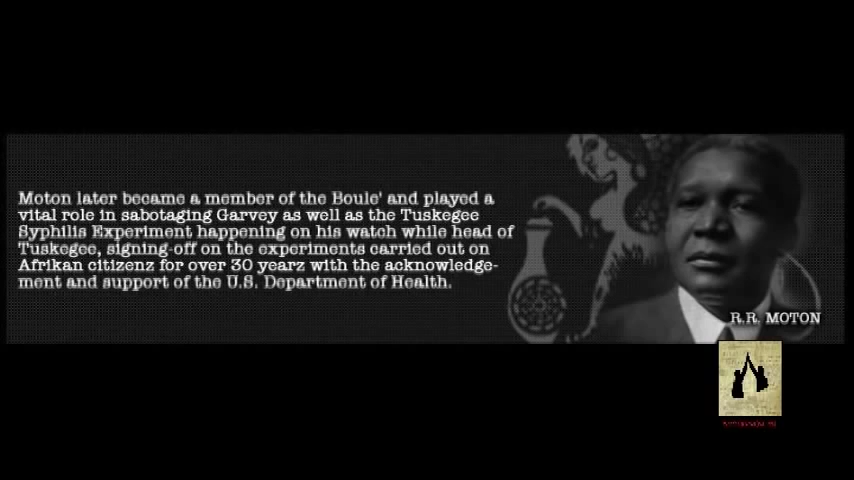 Moton later became a member of the Boule' and played a
vital role in sabotaging Garvey as well as the Tuskegee
Syphilis Experiment happening on his watch while head of
Tuskegee, signing-off on the experiments carried out on
Afrikan citizenz for over 30 yearz with the acknowledge-
ment and support of the U.S. Department of Health.
R.R. MOTON